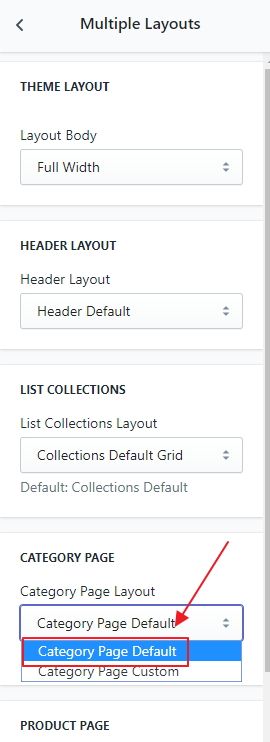 Multiple Layouts
THEME LAYOUT
Layout Body
Full Width
HEADER LAYOUT
Header Layout
Header Default
LIST COLLECTIONS
List Collections Layout
Collections Default Grid
Default: Collections Default
CATEGORY PAGE
Category Page Layout
Category Page Default
Category Page Default
Category Page Custom
PRODUCT PAGE